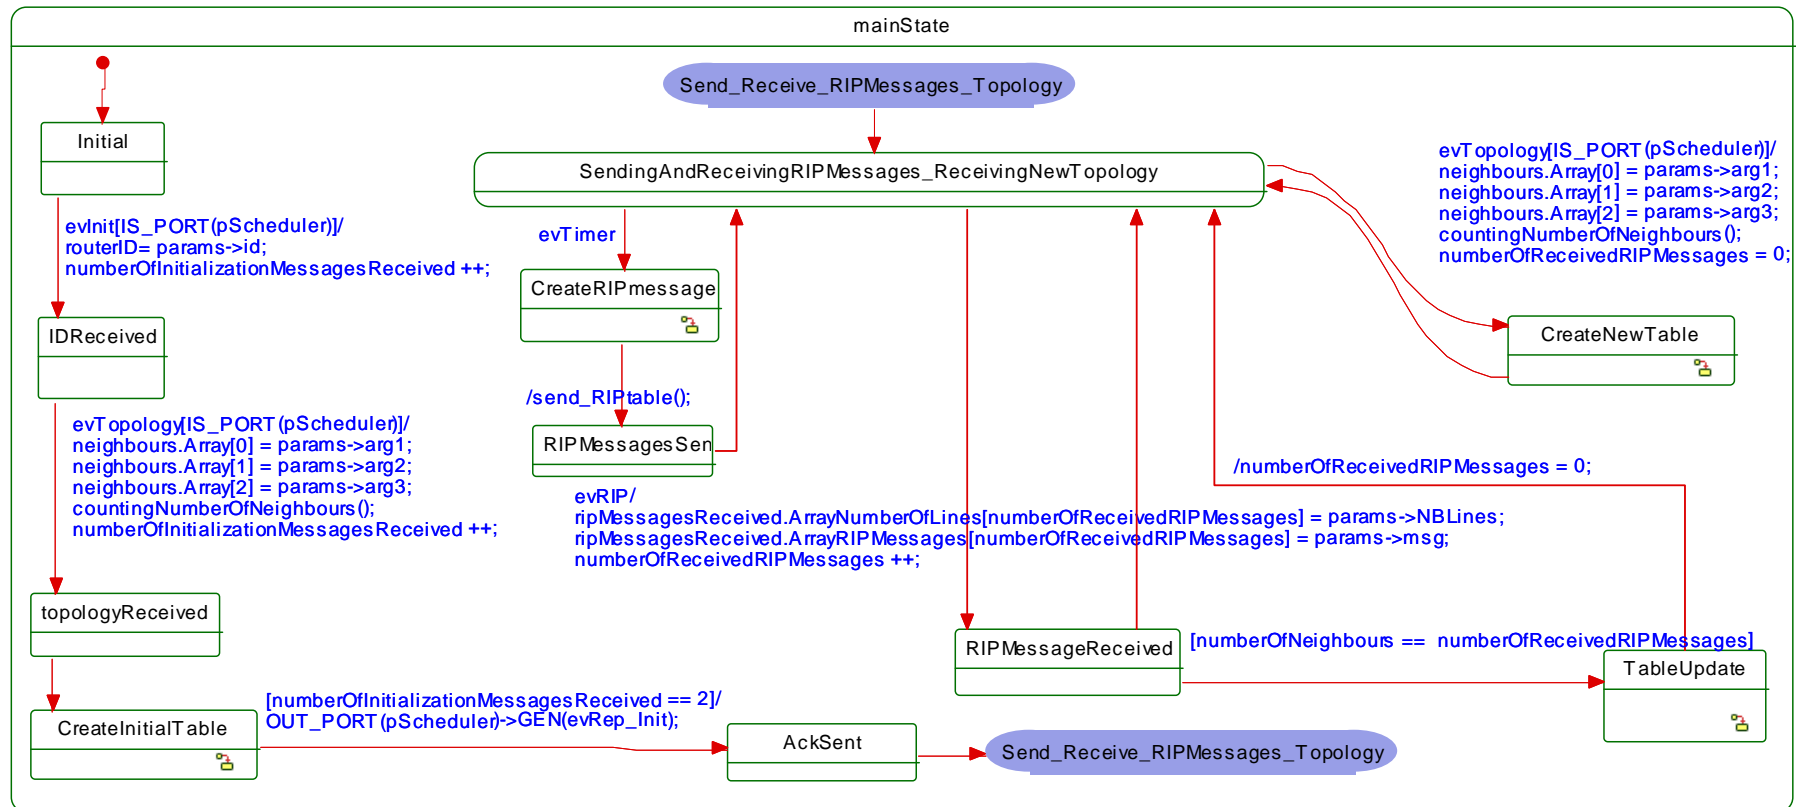 mainState
Send_Receive_RIPMessages_Topology
Initial
SendingAndReceivingRIPMessages_ReceivingNewTopology
evTopology[IS_PORT(pScheduler)]/
neighbours.Array[0] = params->arg1;
neighbours.Array[1] = params->arg2;
neighbours.Array[2] = params->arg3;
countingNumberOfNeighbours();
numberOfReceivedRIPMessages = 0;
evInit[IS_PORT(pScheduler)]/
routerID= params->id;
numberOfInitializationMessagesReceived ++;
evTimer
CreateRIPmessage
IDReceived
CreateNewTable
/send_RIPtable();
evTopology[IS_PORT(pScheduler)]/
neighbours.Array[0] = params->arg1;
neighbours.Array[1] = params->arg2;
neighbours.Array[2] = params->arg3;
countingNumberOfNeighbours();
numberOfInitializationMessagesReceived ++;
RIPMessagesSen
/numberOfReceivedRIPMessages = 0;
evRIP/
ripMessagesReceived.ArrayNumberOfLines[numberOfReceivedRIPMessages] = params->NBLines;
ripMessagesReceived.ArrayRIPMessages[numberOfReceivedRIPMessages] = params->msg;
numberOfReceivedRIPMessages ++;
topologyReceived
RIPMessageReceived
[numberOfNeighbours == numberOfReceivedRIPMessages]
TableUpdate
CreateInitialTable
[numberOfInitializationMessagesReceived == 2]/
OUT_PORT(pScheduler)->GEN(evRep_Init);
AckSent
Send_Receive_RIPMessages_Topology